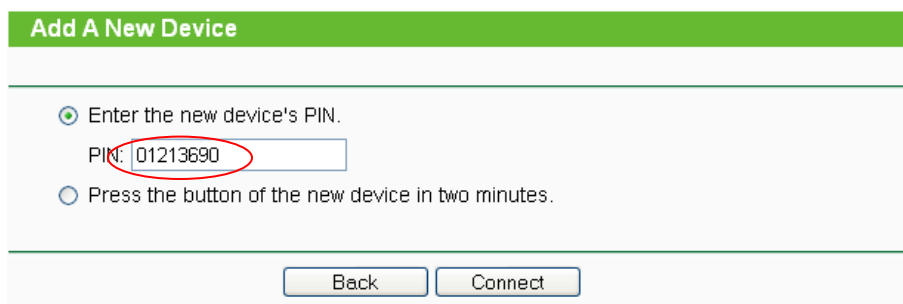 Add A New Device
Enter the new device's PIN.
PIN: 01213690
Press the button of the new device in two minutes.
Back Connect